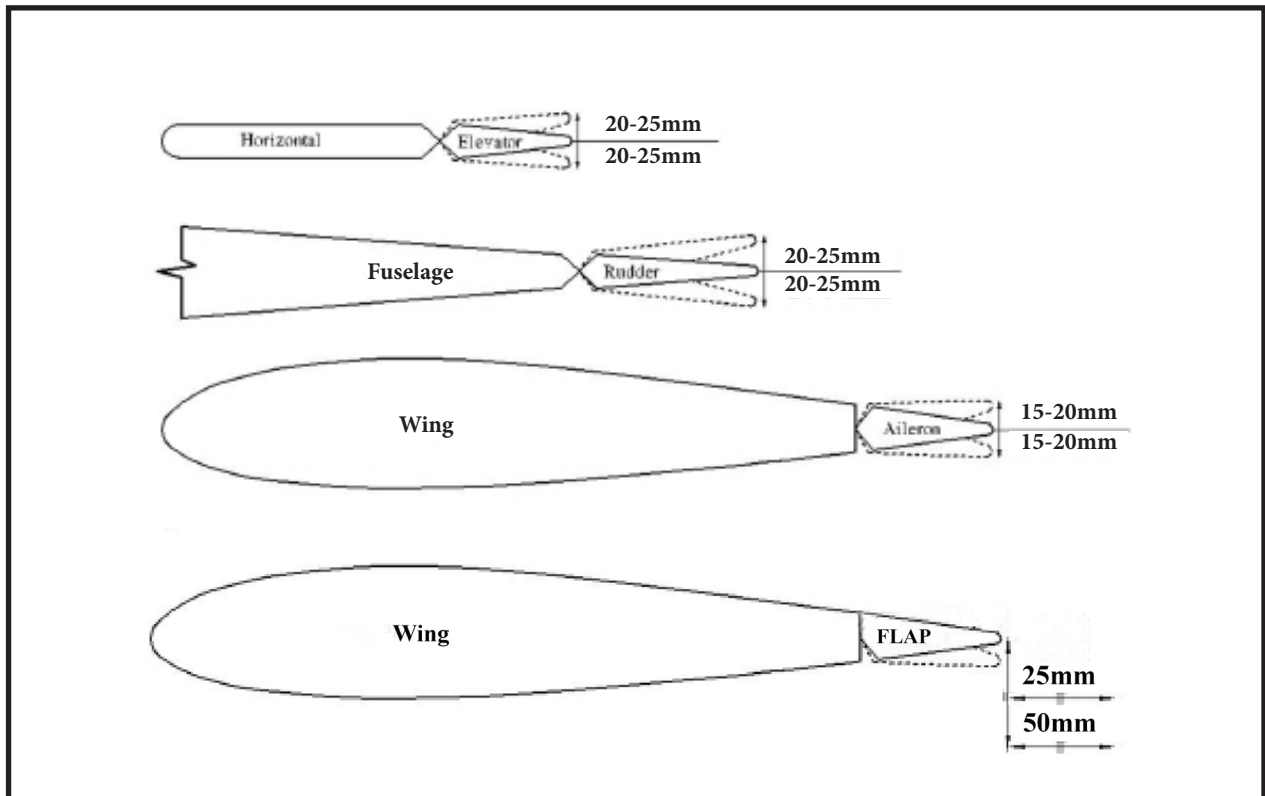 Horizontal
Elevator
20-25mm
20-25mm
Fuselage
Rudder
20-25mm
20-25mm
Wing
Aileron
15-20mm
15-20mm
Wing
FLAP
25mm
50mm